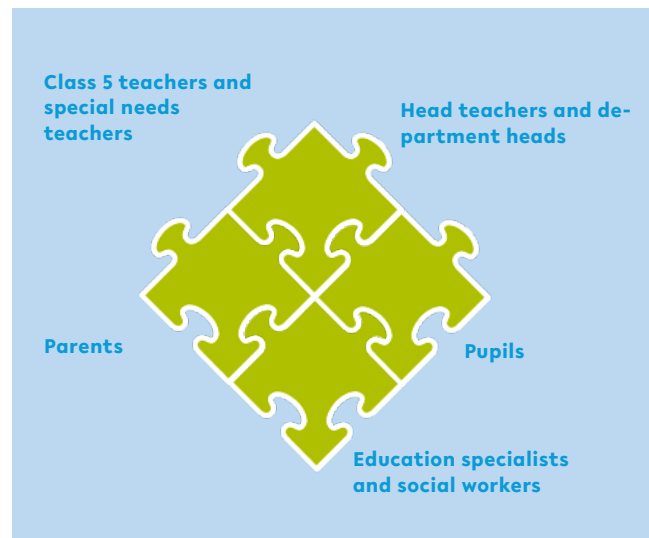 Class 5 teachers and
special needs
teachers
Head teachers and de-
partment heads
Parents
Pupils
Education specialists
and social workers